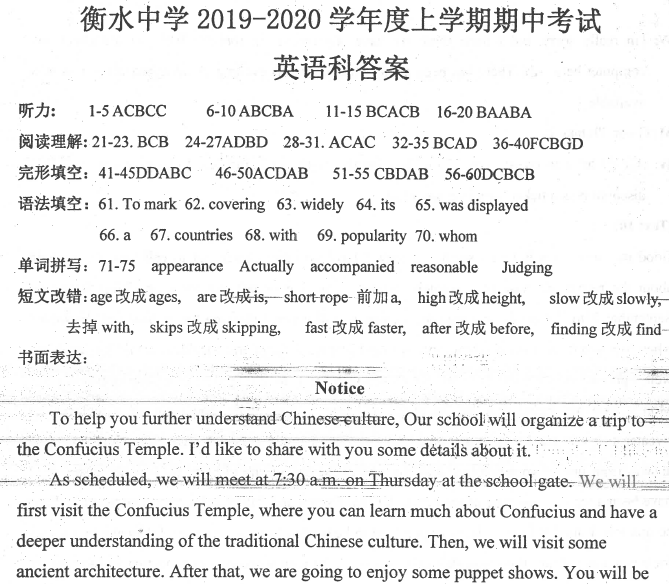 衡水中学 2019-2020 学年度上学期期中考试
英语科答案
听力: 1-5 ACBCC 6-10 ABCBA 11-15 BCACB 16-20 BAABA
阅读理解: 21-23. BCB 24-27ADBD 28-31. ACAC 32-35 BCAD 36-40FCBGD
完形填空: 41-45DDABC 46-50ACDAB 51-55 CBDAB 56-60DCBCB
语法填空: 61. To mark 62. covering 63. widely 64. its 65. was displayed
66. a 67. countries 68. with 69. popularity 70. whom
单词拼写: 71-75 appearance Actually accompanied reasonable Judging
短文改错: age 改成 ages, are 改成 is, short rope 前加 a, high 改成 height, slow 改成 slowly,
去掉 with, skips 改成 skipping, fast 改成 faster, after 改成 before, finding 改成 find
书面表达:
Notice
To help you further understand Chinese culture, Our school will organize a trip to
the Confucius Temple. I'd like to share with you some details about it.
As scheduled, we will meet at 7:30 a.m. on Thursday at the school gate. We will
first visit the Confucius Temple, where you can learn much about Confucius and have a
deeper understanding of the traditional Chinese culture. Then, we will visit some
ancient architecture. After that, we are going to enjoy some puppet shows. You will be